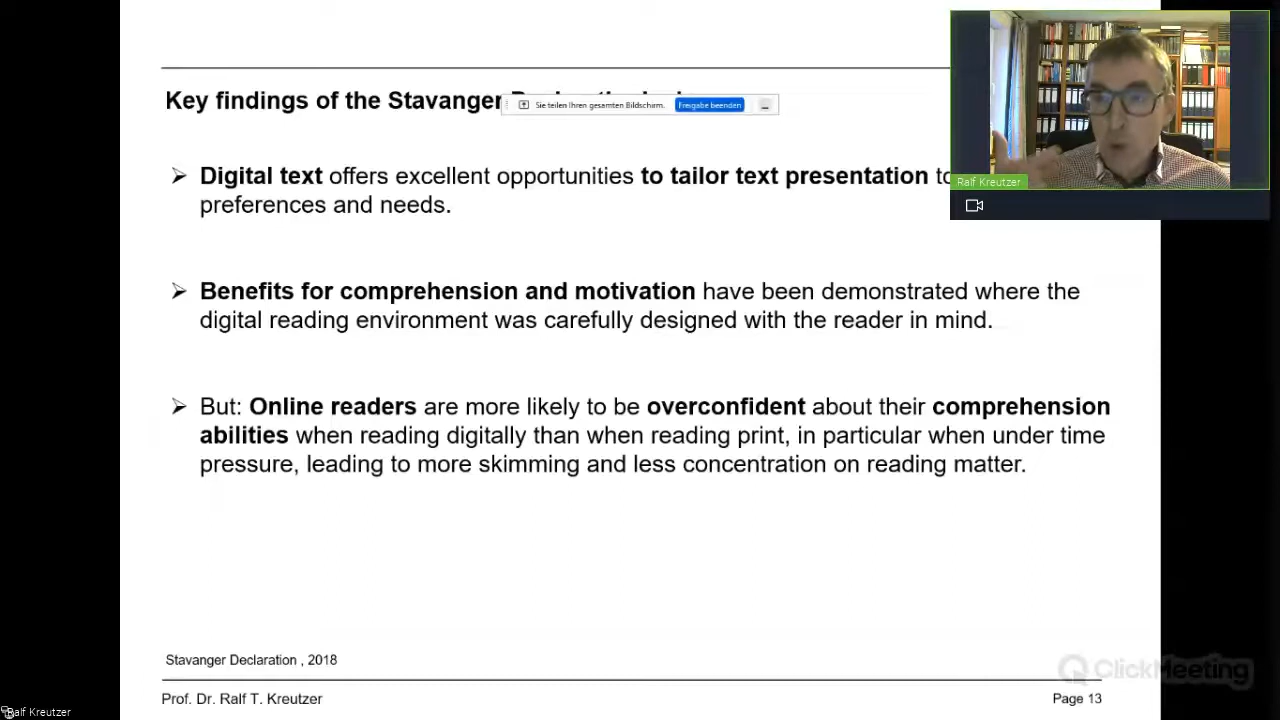 Key findings of the Stavanger
Sie teilen Ihren gesamten Bildschirm. Freigabe beenden
Digital text offers excellent opportunities to tailor text presentation to
preferences and needs.
Ralf Kreutzer
Benefits for comprehension and motivation have been demonstrated where the
digital reading environment was carefully designed with the reader in mind.
But: Online readers are more likely to be overconfident about their comprehension
abilities when reading digitally than when reading print, in particular when under time
pressure, leading to more skimming and less concentration on reading matter.
Stavanger Declaration , 2018
ClickMeeting
Prof. Dr. Ralf T. Kreutzer
Page 13
Ralf Kreutzer